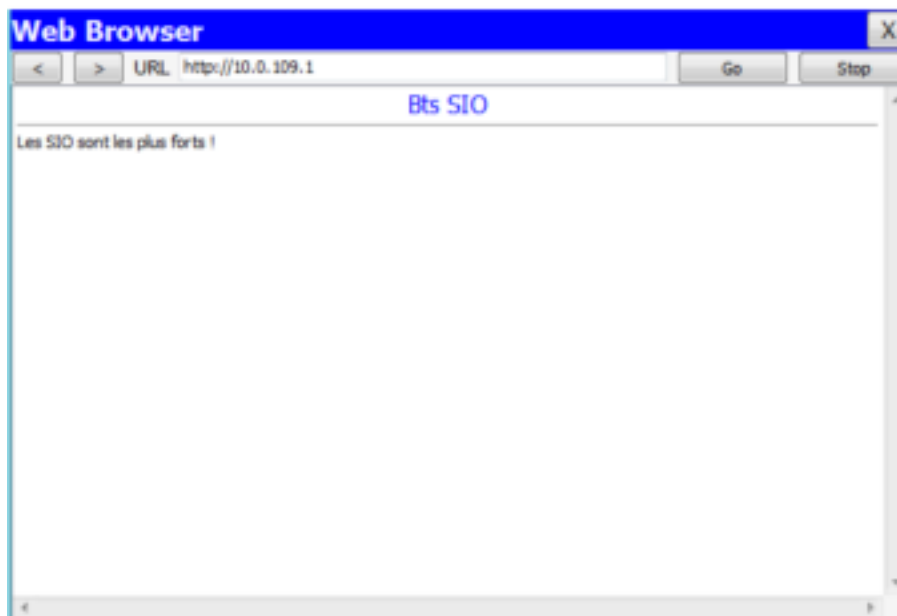 Web Browser
X
< > URL http://10.0.109.1 Go Stop
Bts SIO
Les SIO sont les plus forts !